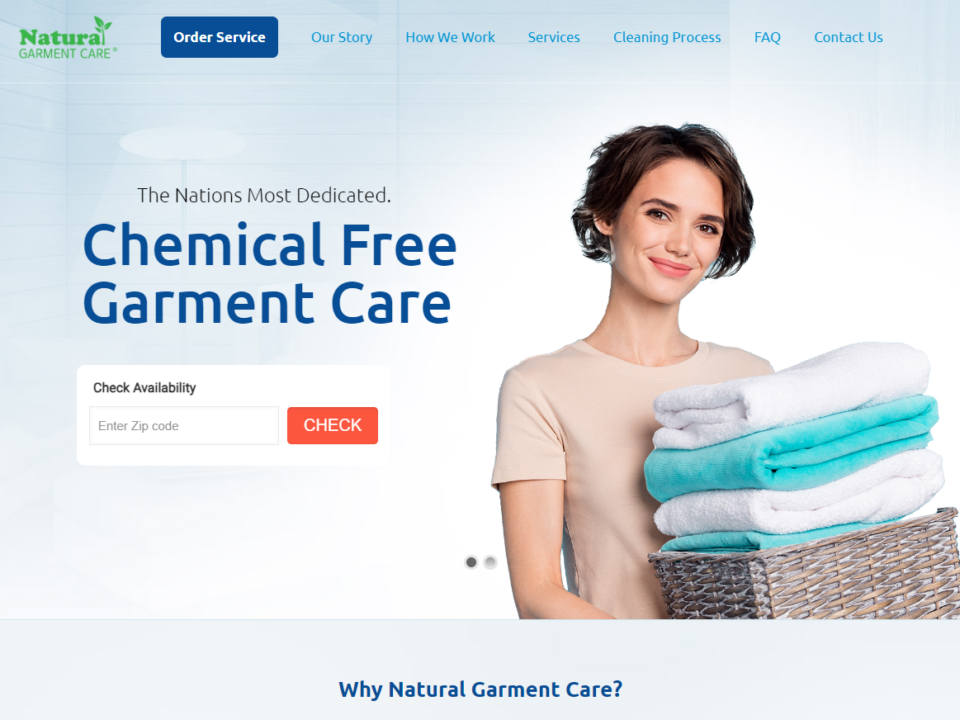 Natural
GARMENT CARE®
Order Service
Our Story
How We Work
Services
Cleaning Process
FAQ
Contact Us
The Nations Most Dedicated.
Chemical Free
Garment Care
Check Availability
Enter Zip code
CHECK
Why Natural Garment Care?